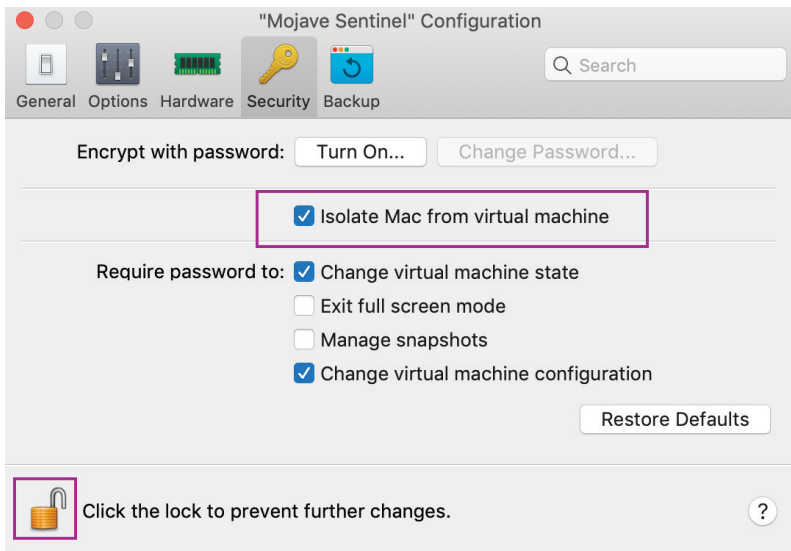 "Mojave Sentinel" Configuration
Search
General Options Hardware Security Backup
Encrypt with password: Turn On... Change Password...
Isolate Mac from virtual machine
Require password to: Change virtual machine state
Exit full screen mode
Manage snapshots
Change virtual machine configuration
Restore Defaults
Click the lock to prevent further changes. ?